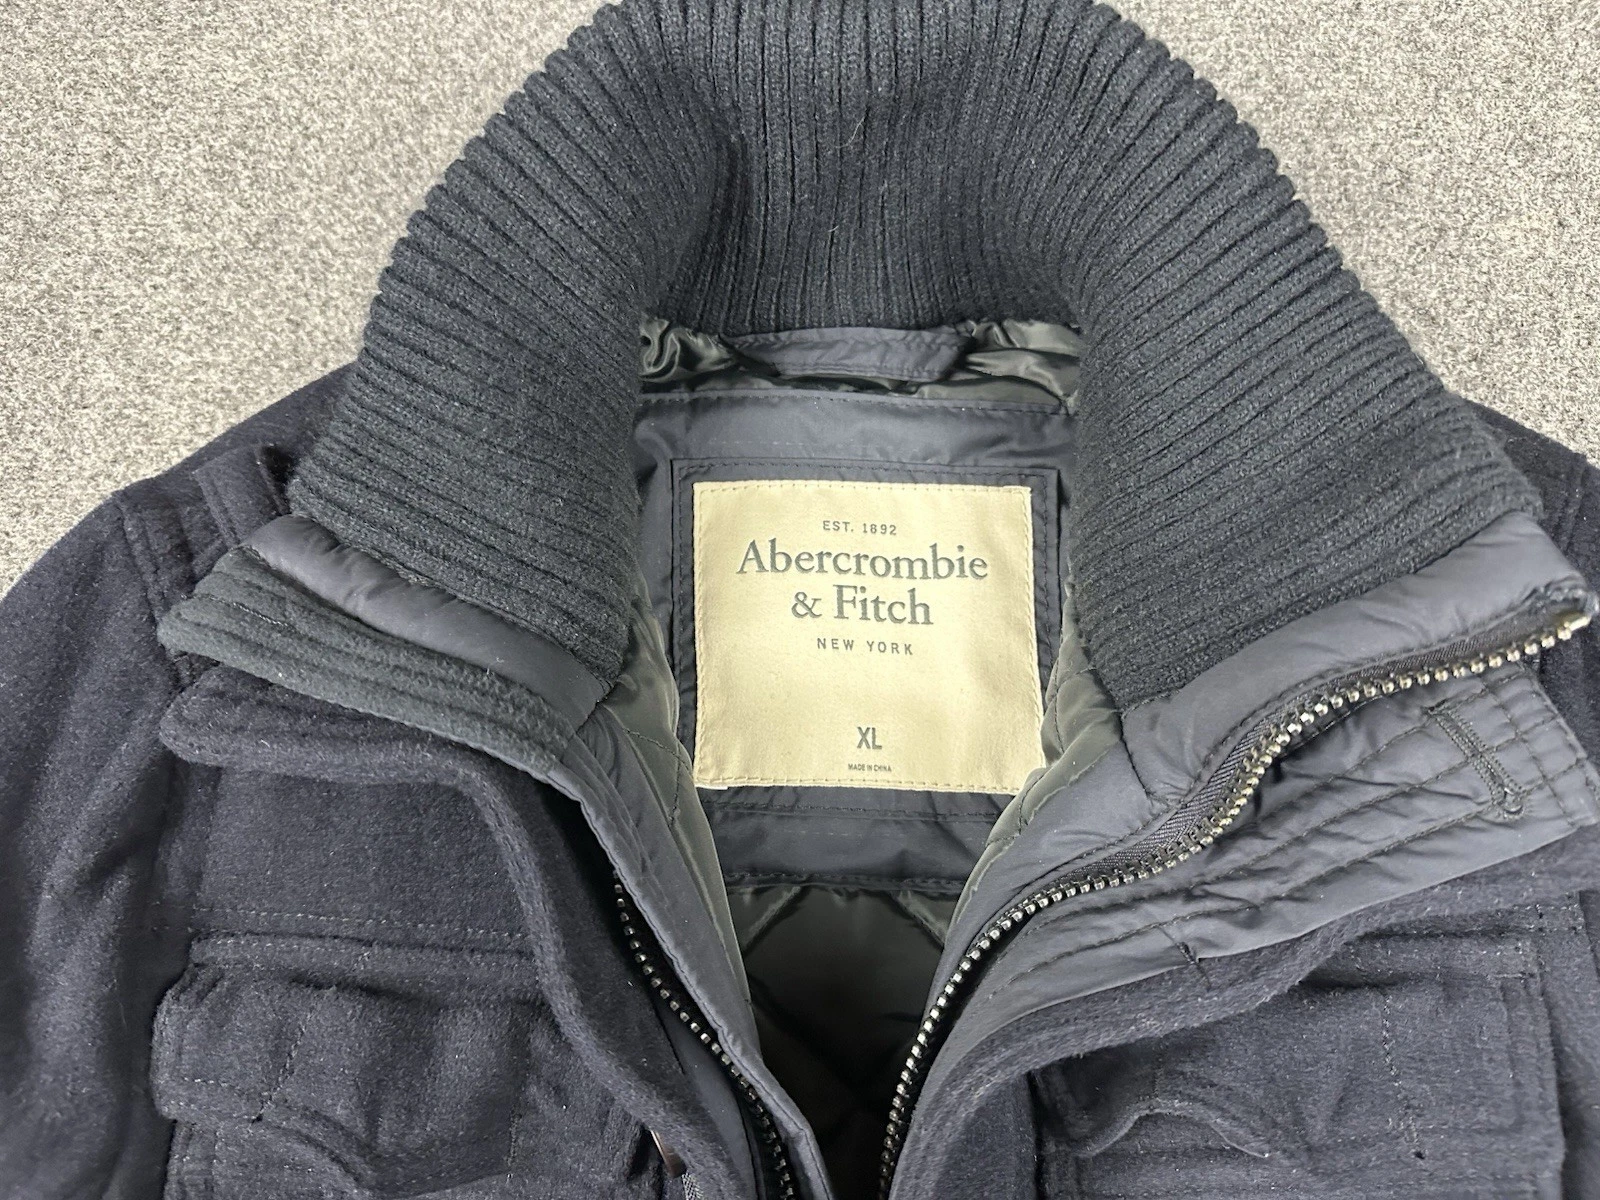 EST. 1892
Abercrombie
& Fitch
NEW YORK
XL
MADE IN CHINA